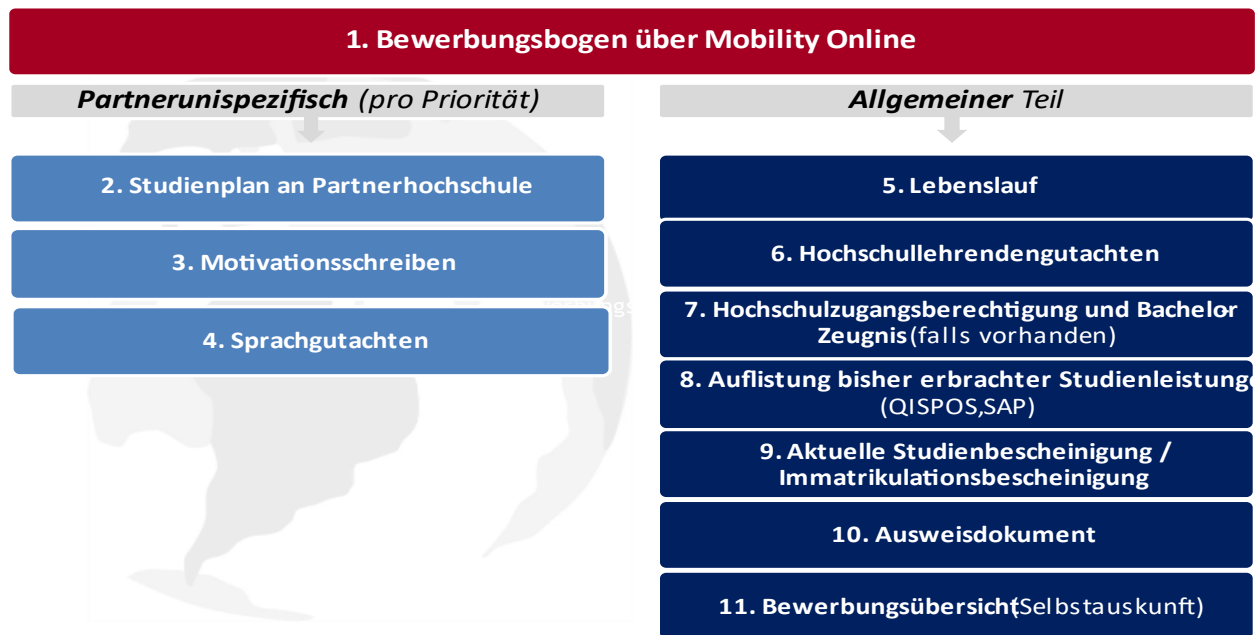 1. Bewerbungsbogen über Mobility Online
Partnerunispezifisch (pro Priorität)
2. Studienplan an Partnerhochschule
3. Motivationsschreiben
4. Sprachgutachten
Allgemeiner Teil
5. Lebenslauf
6. Hochschullehrendengutachten
7. Hochschulzugangsberechtigung und Bachelor-
Zeugnis (falls vorhanden)
8. Auflistung bisher erbrachter Studienleistunge
(QISPOS,SAP)
9. Aktuelle Studienbescheinigung /
Immatrikulationsbescheinigung
10. Ausweisdokument
11. Bewerbungsübersicht (Selbstauskunft)